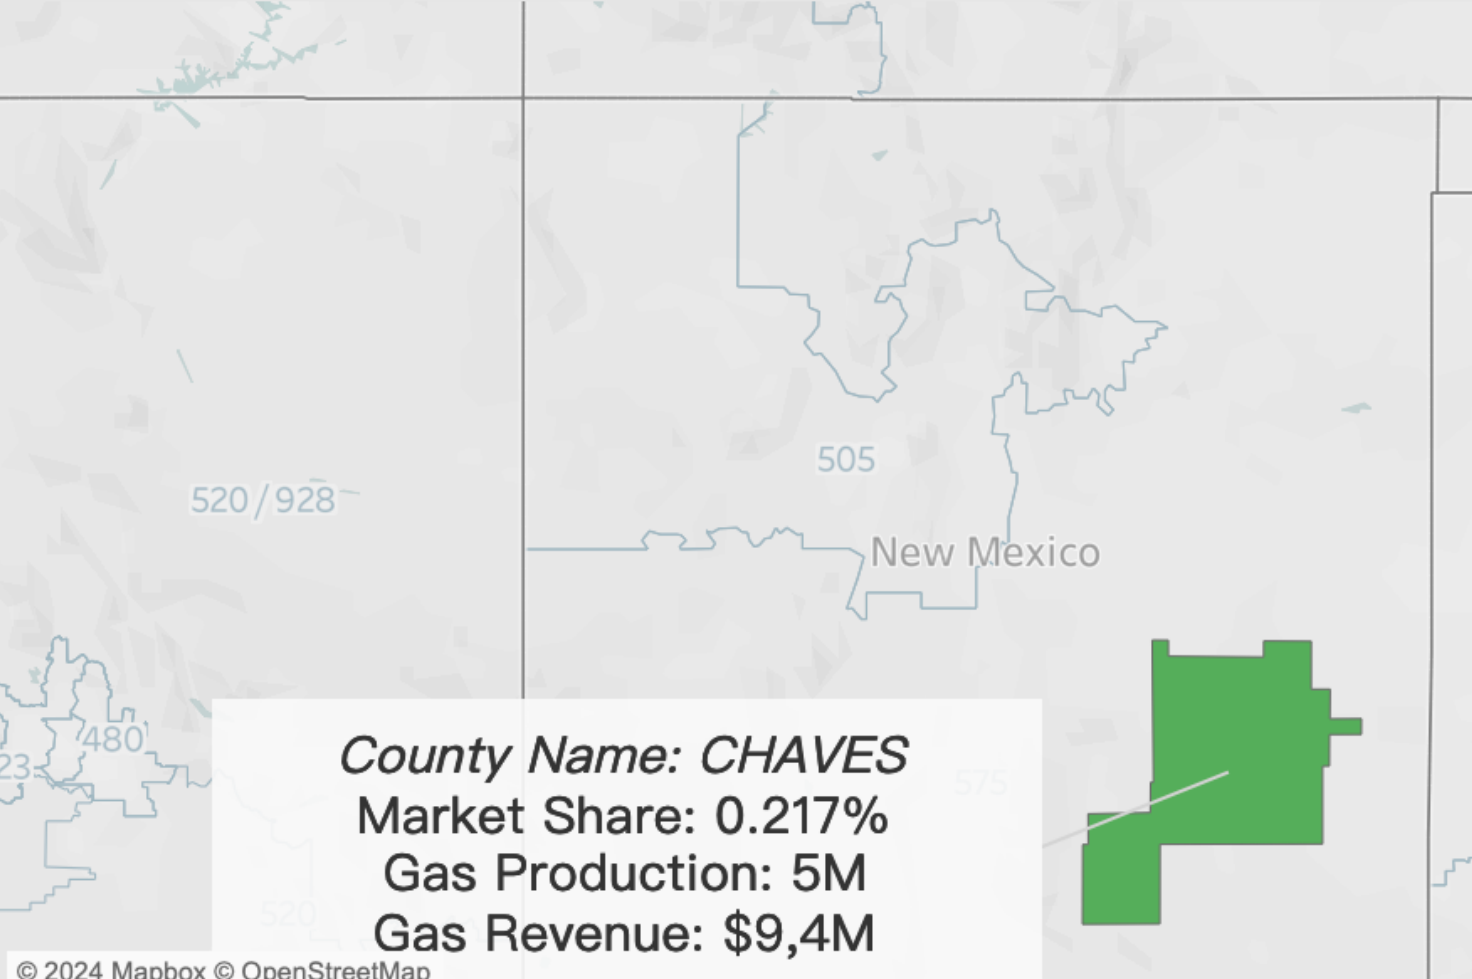 505
520/928
New Mexico
480
23
575
County Name: CHAVES
Market Share: 0.217%
Gas Production: 5M
520
Gas Revenue: $9,4M
© 2024 Mapbox © OpenStreetMap